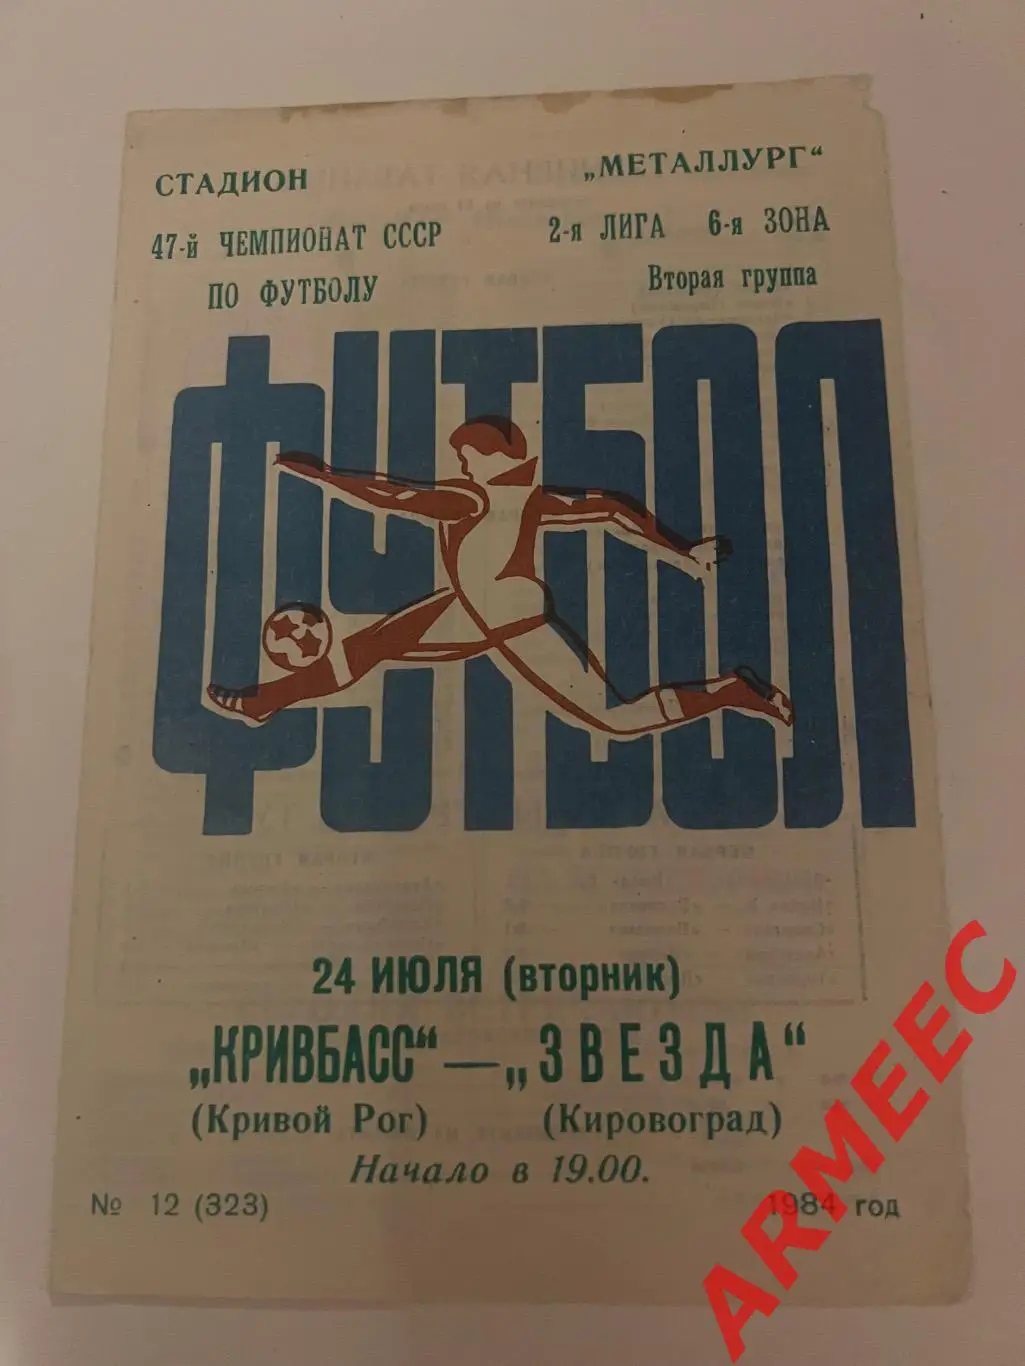 СТАДИОН „МЕТАЛЛУРГ“
47-й ЧЕМПИОНАТ СССР 2-я ЛИГА 6-я ЗОНА
ПО ФУТБОЛУ Вторая группа
ФУТБОЛ
24 ИЮЛЯ (вторник)
„КРИВБАСС“—„ЗВЕЗДА“
(Кривой Рог) (Кировоград)
Начало в 19.00.
№ 12 (323) 1984 год
ARMEEC